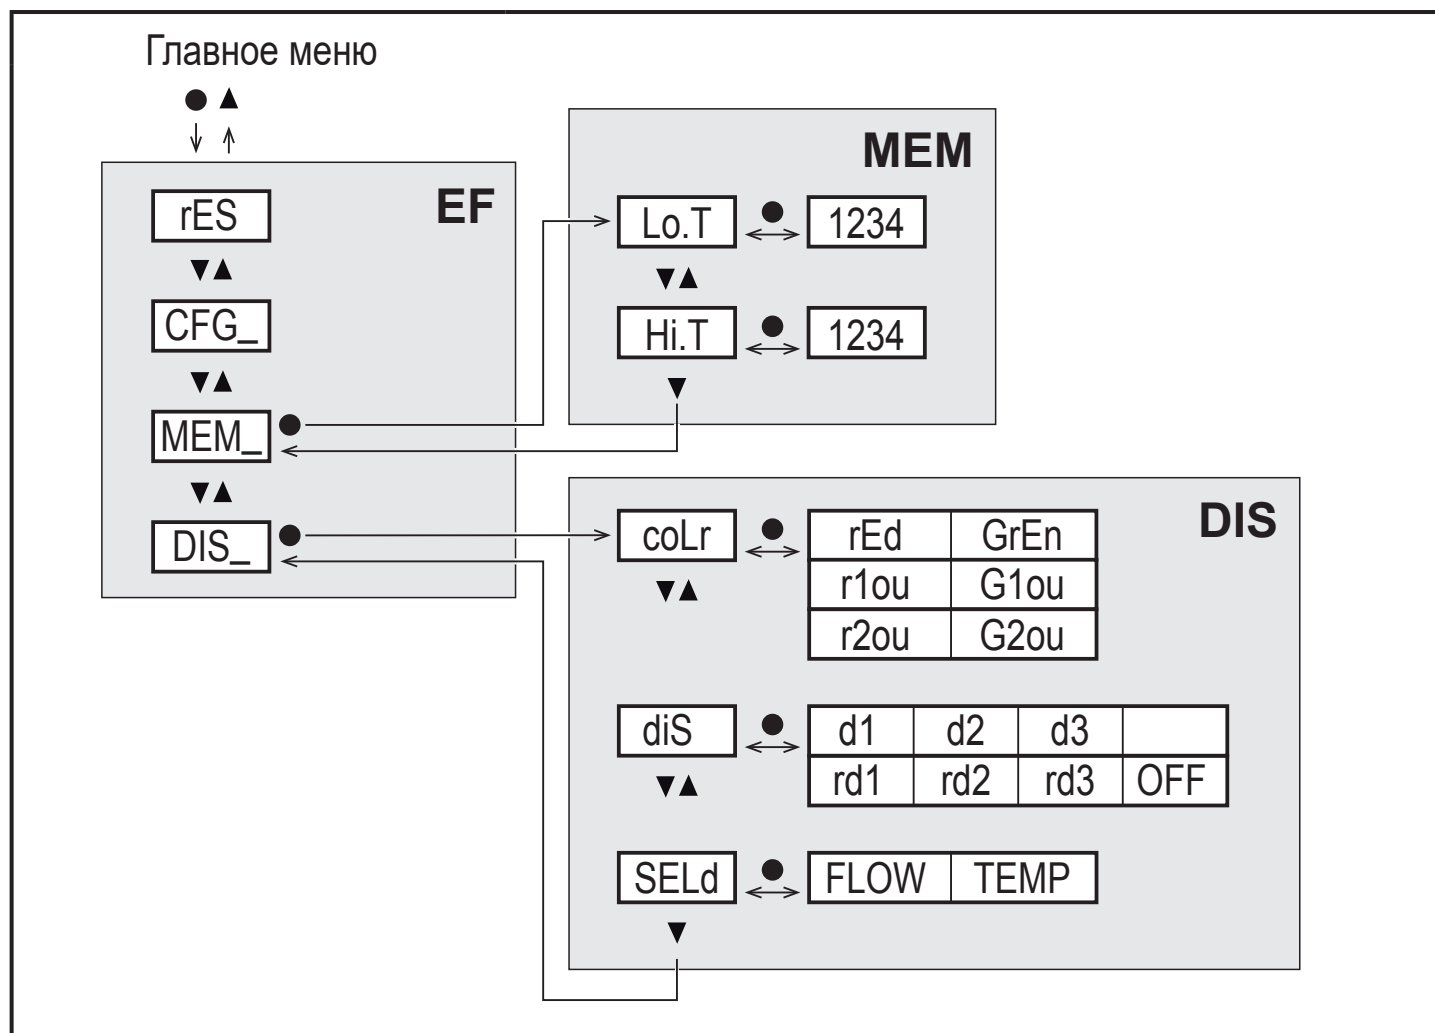 Главное меню
EF
rES
CFG_
MEM_
DIS_
MEM
Lo.T 1234
Hi.T 1234
DIS
coLr rEd GrEn
r1ou G1ou
r2ou G2ou
diS d1 d2 d3
rd1 rd2 rd3 OFF
SELd FLOW TEMP